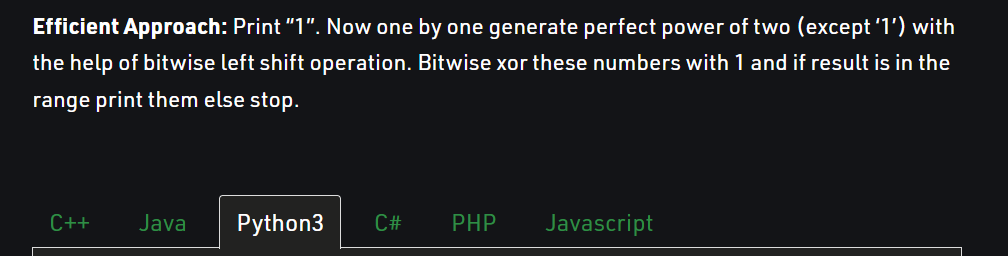 Efficient Approach: Print “1”. Now one by one generate perfect power of two (except ‘1’) with
the help of bitwise left shift operation. Bitwise xor these numbers with 1 and if result is in the
range print them else stop.
C++ Java Python3 C# PHP Javascript